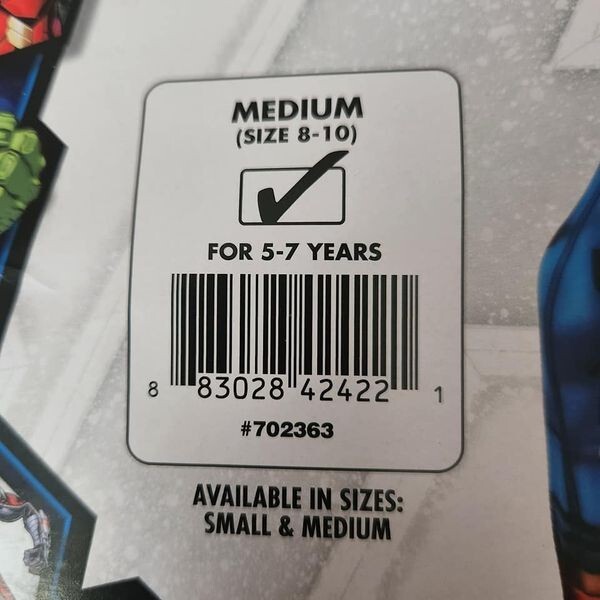 MEDIUM
(SIZE 8-10)
FOR 5-7 YEARS
8 83028 42422 1
#702363
AVAILABLE IN SIZES:
SMALL & MEDIUM